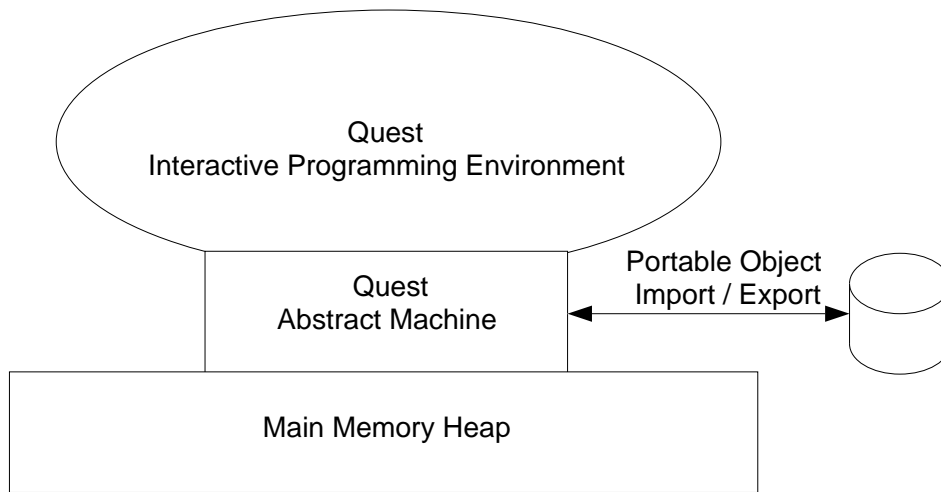 Quest
Interactive Programming Environment
Quest
Abstract Machine
Portable Object
Import / Export
Main Memory Heap